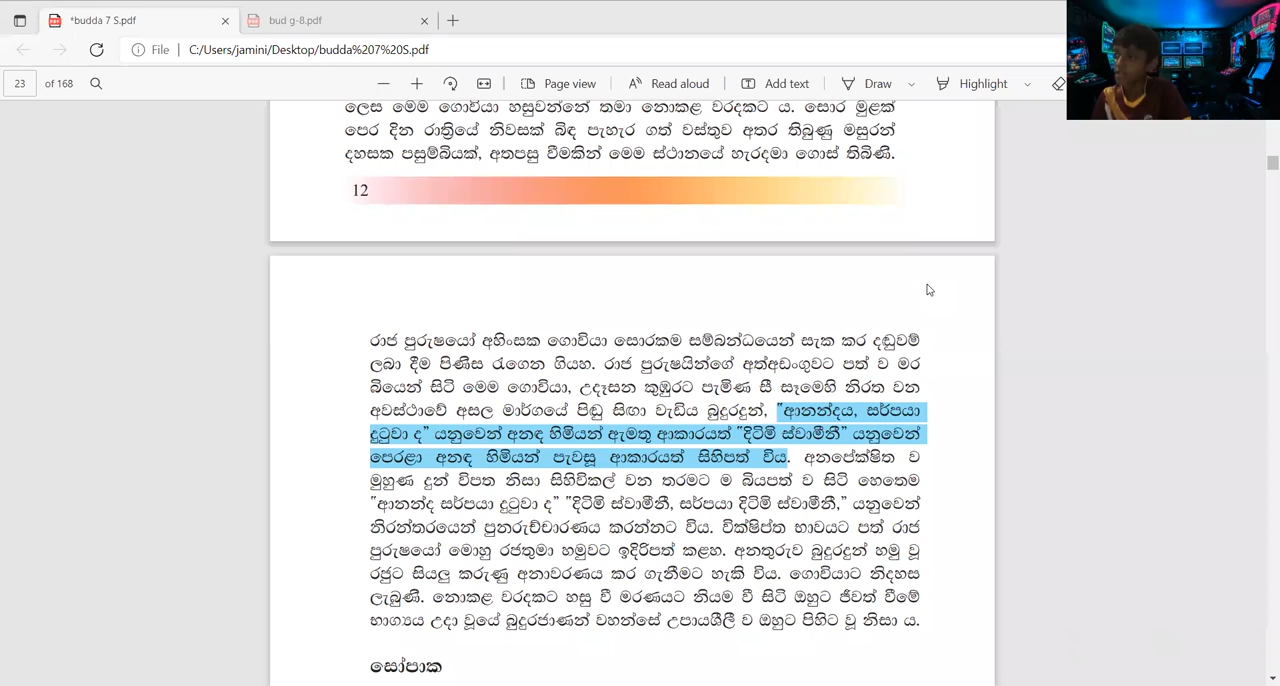 *budda 7 S.pdf
bud g-8.pdf
File | C:/Users/jamini/Desktop/budda%207%20S.pdf
23 of 168
Page view
Read aloud
Add text
Draw
Highlight
ලෙස මෙම ගොවියා හසුවන්නේ තමා නොකළ වරදකට ය. සොර මුළක්
පෙර දින රාත්‍රියේ නිවසක් බිඳ පැහැර ගත් වස්තුව අතර තිබුණු මසුරන්
දහසක පසුම්බියක්, අතපසු වීමකින් මෙම ස්ථානයේ හැරදමා ගොස් තිබිණි.
12
රාජ පුරුෂයෝ අහිංසක ගොවියා සොරකම සම්බන්ධයෙන් සැක කර දඬුවම්
ලබා දීම පිණිස රැගෙන ගියහ. රාජ පුරුෂයින්ගේ අත්අඩංගුවට පත් ව මර
බියෙන් සිටි මෙම ගොවියා, උදෑසන කුඹුරට පැමිණ සී සෑමෙහි නිරත වන
අවස්ථාවේ අසල මාර්ගයේ පිඬු සිඟා වැඩිය බුදුරදුන්, "ආනන්දය, සර්පයා
දුටුවා ද" යනුවෙන් අනඳ හිමියන් ඇමතූ ආකාරයත් "දිටිමි ස්වාමීනී" යනුවෙන්
පෙරළා අනඳ හිමියන් පැවසූ ආකාරයත් සිහිපත් විය. අනපේක්ෂිත ව
මුහුණ දුන් විපත නිසා සිහිවිකල් වන තරමට ම බියපත් ව සිටි හෙතෙම
"ආනන්ද සර්පයා දුටුවා ද" "දිටිමි ස්වාමීනී, සර්පයා දිටිමි ස්වාමීනී," යනුවෙන්
නිරන්තරයෙන් පුනරුච්චාරණය කරන්නට විය. වික්ෂිප්ත භාවයට පත් රාජ
පුරුෂයෝ මොහු රජතුමා හමුවට ඉදිරිපත් කළහ. අනතුරුව බුදුරදුන් හමු වූ
රජුට සියලු කරුණු අනාවරණය කර ගැනීමට හැකි විය. ගොවියාට නිදහස
ලැබුණි. නොකළ වරදකට හසු වී මරණයට නියම වී සිටි ඔහුට ජීවත් වීමේ
භාග්‍යය උදා වූයේ බුදුරජාණන් වහන්සේ උපායශීලී ව ඔහුට පිහිට වූ නිසා ය.
සෝපාක